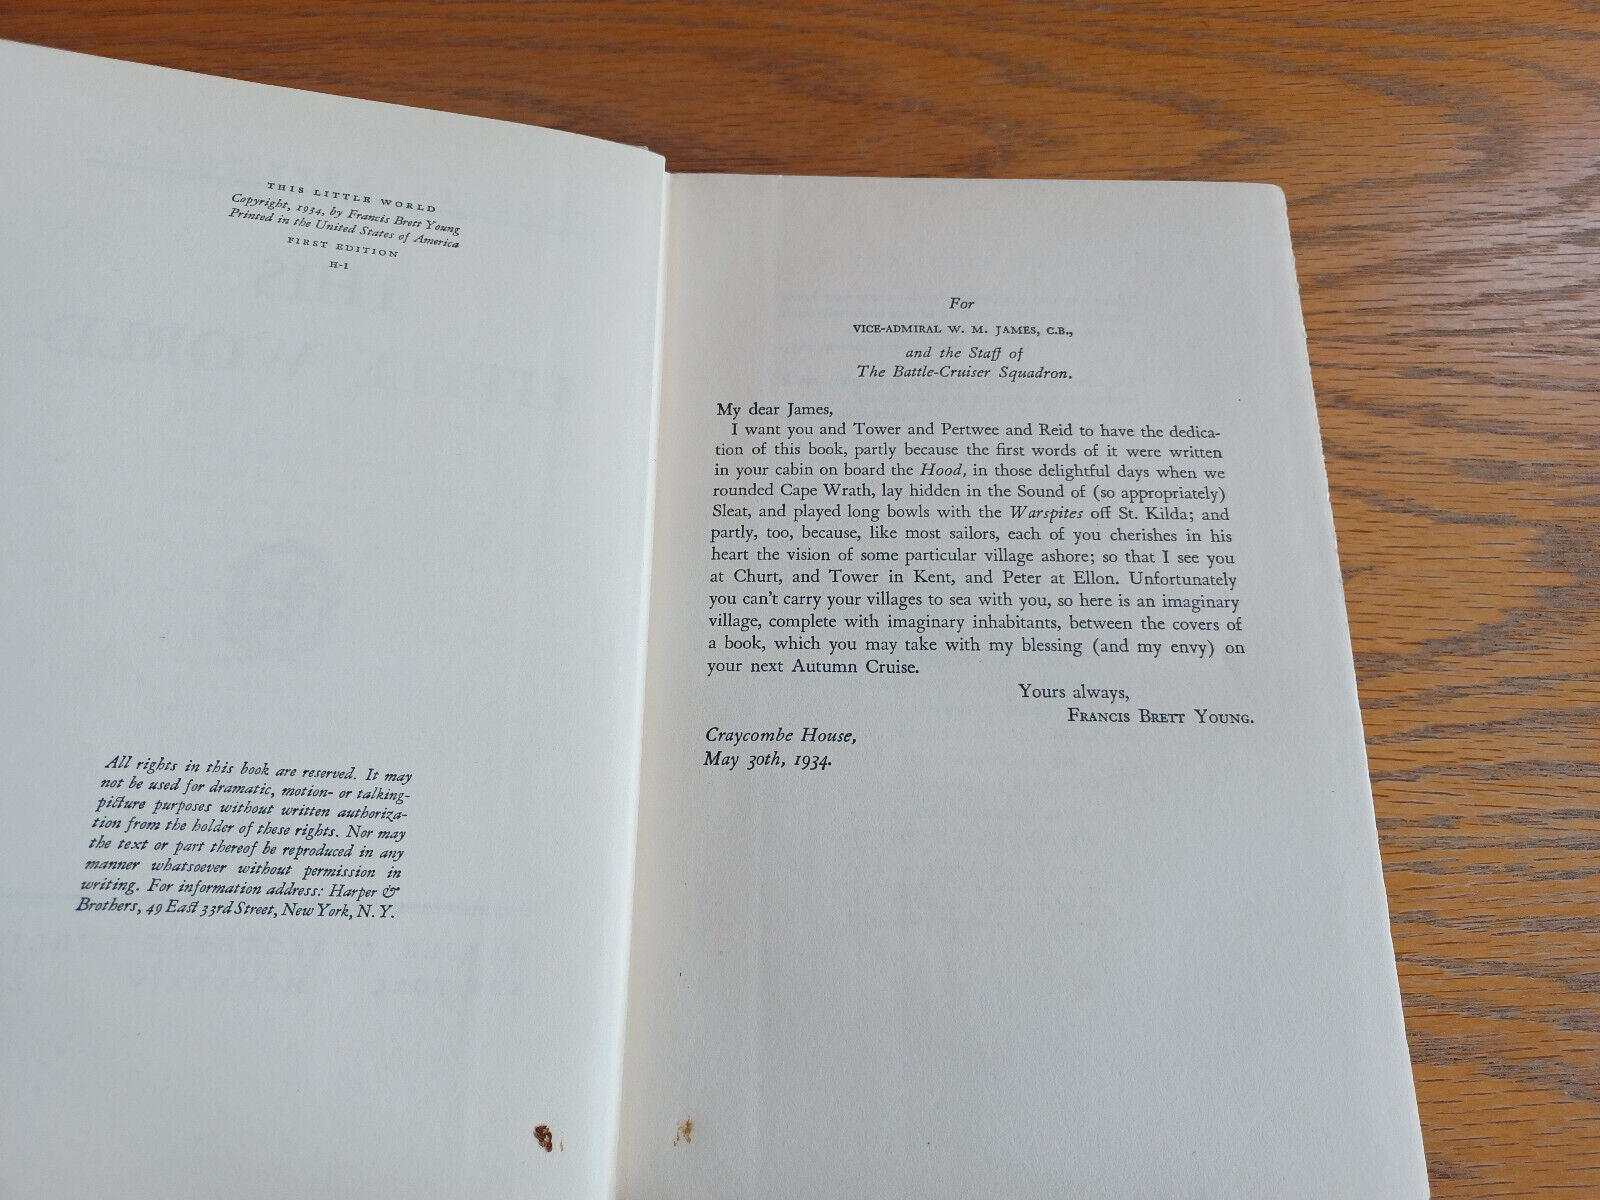 THIS LITTLE WORLD
Copyright, 1934, by Francis Brett Young
Printed in the United States of America
FIRST EDITION
H-I
All rights in this book are reserved. It may
not be used for dramatic, motion- or talking-
picture purposes without written authoriza-
tion from the holder of these rights. Nor may
the text or part thereof be reproduced in any
manner whatsoever without permission in
writing. For information address: Harper &
Brothers, 49 East 33rd Street, New York, N. Y.
For
VICE-ADMIRAL W. M. JAMES, C.B.,
and the Staff of
The Battle-Cruiser Squadron.
My dear James,
I want you and Tower and Pertwee and Reid to have the dedica-
tion of this book, partly because the first words of it were written
in your cabin on board the Hood, in those delightful days when we
rounded Cape Wrath, lay hidden in the Sound of (so appropriately)
Sleat, and played long bowls with the Warspites off St. Kilda; and
partly, too, because, like most sailors, each of you cherishes in his
heart the vision of some particular village ashore; so that I see you
at Churt, and Tower in Kent, and Peter at Ellon. Unfortunately
you can't carry your villages to sea with you, so here is an imaginary
village, complete with imaginary inhabitants, between the covers of
a book, which you may take with my blessing (and my envy) on
your next Autumn Cruise.
Yours always,
FRANCIS BRETT YOUNG.
Craycombe House,
May 30th, 1934.